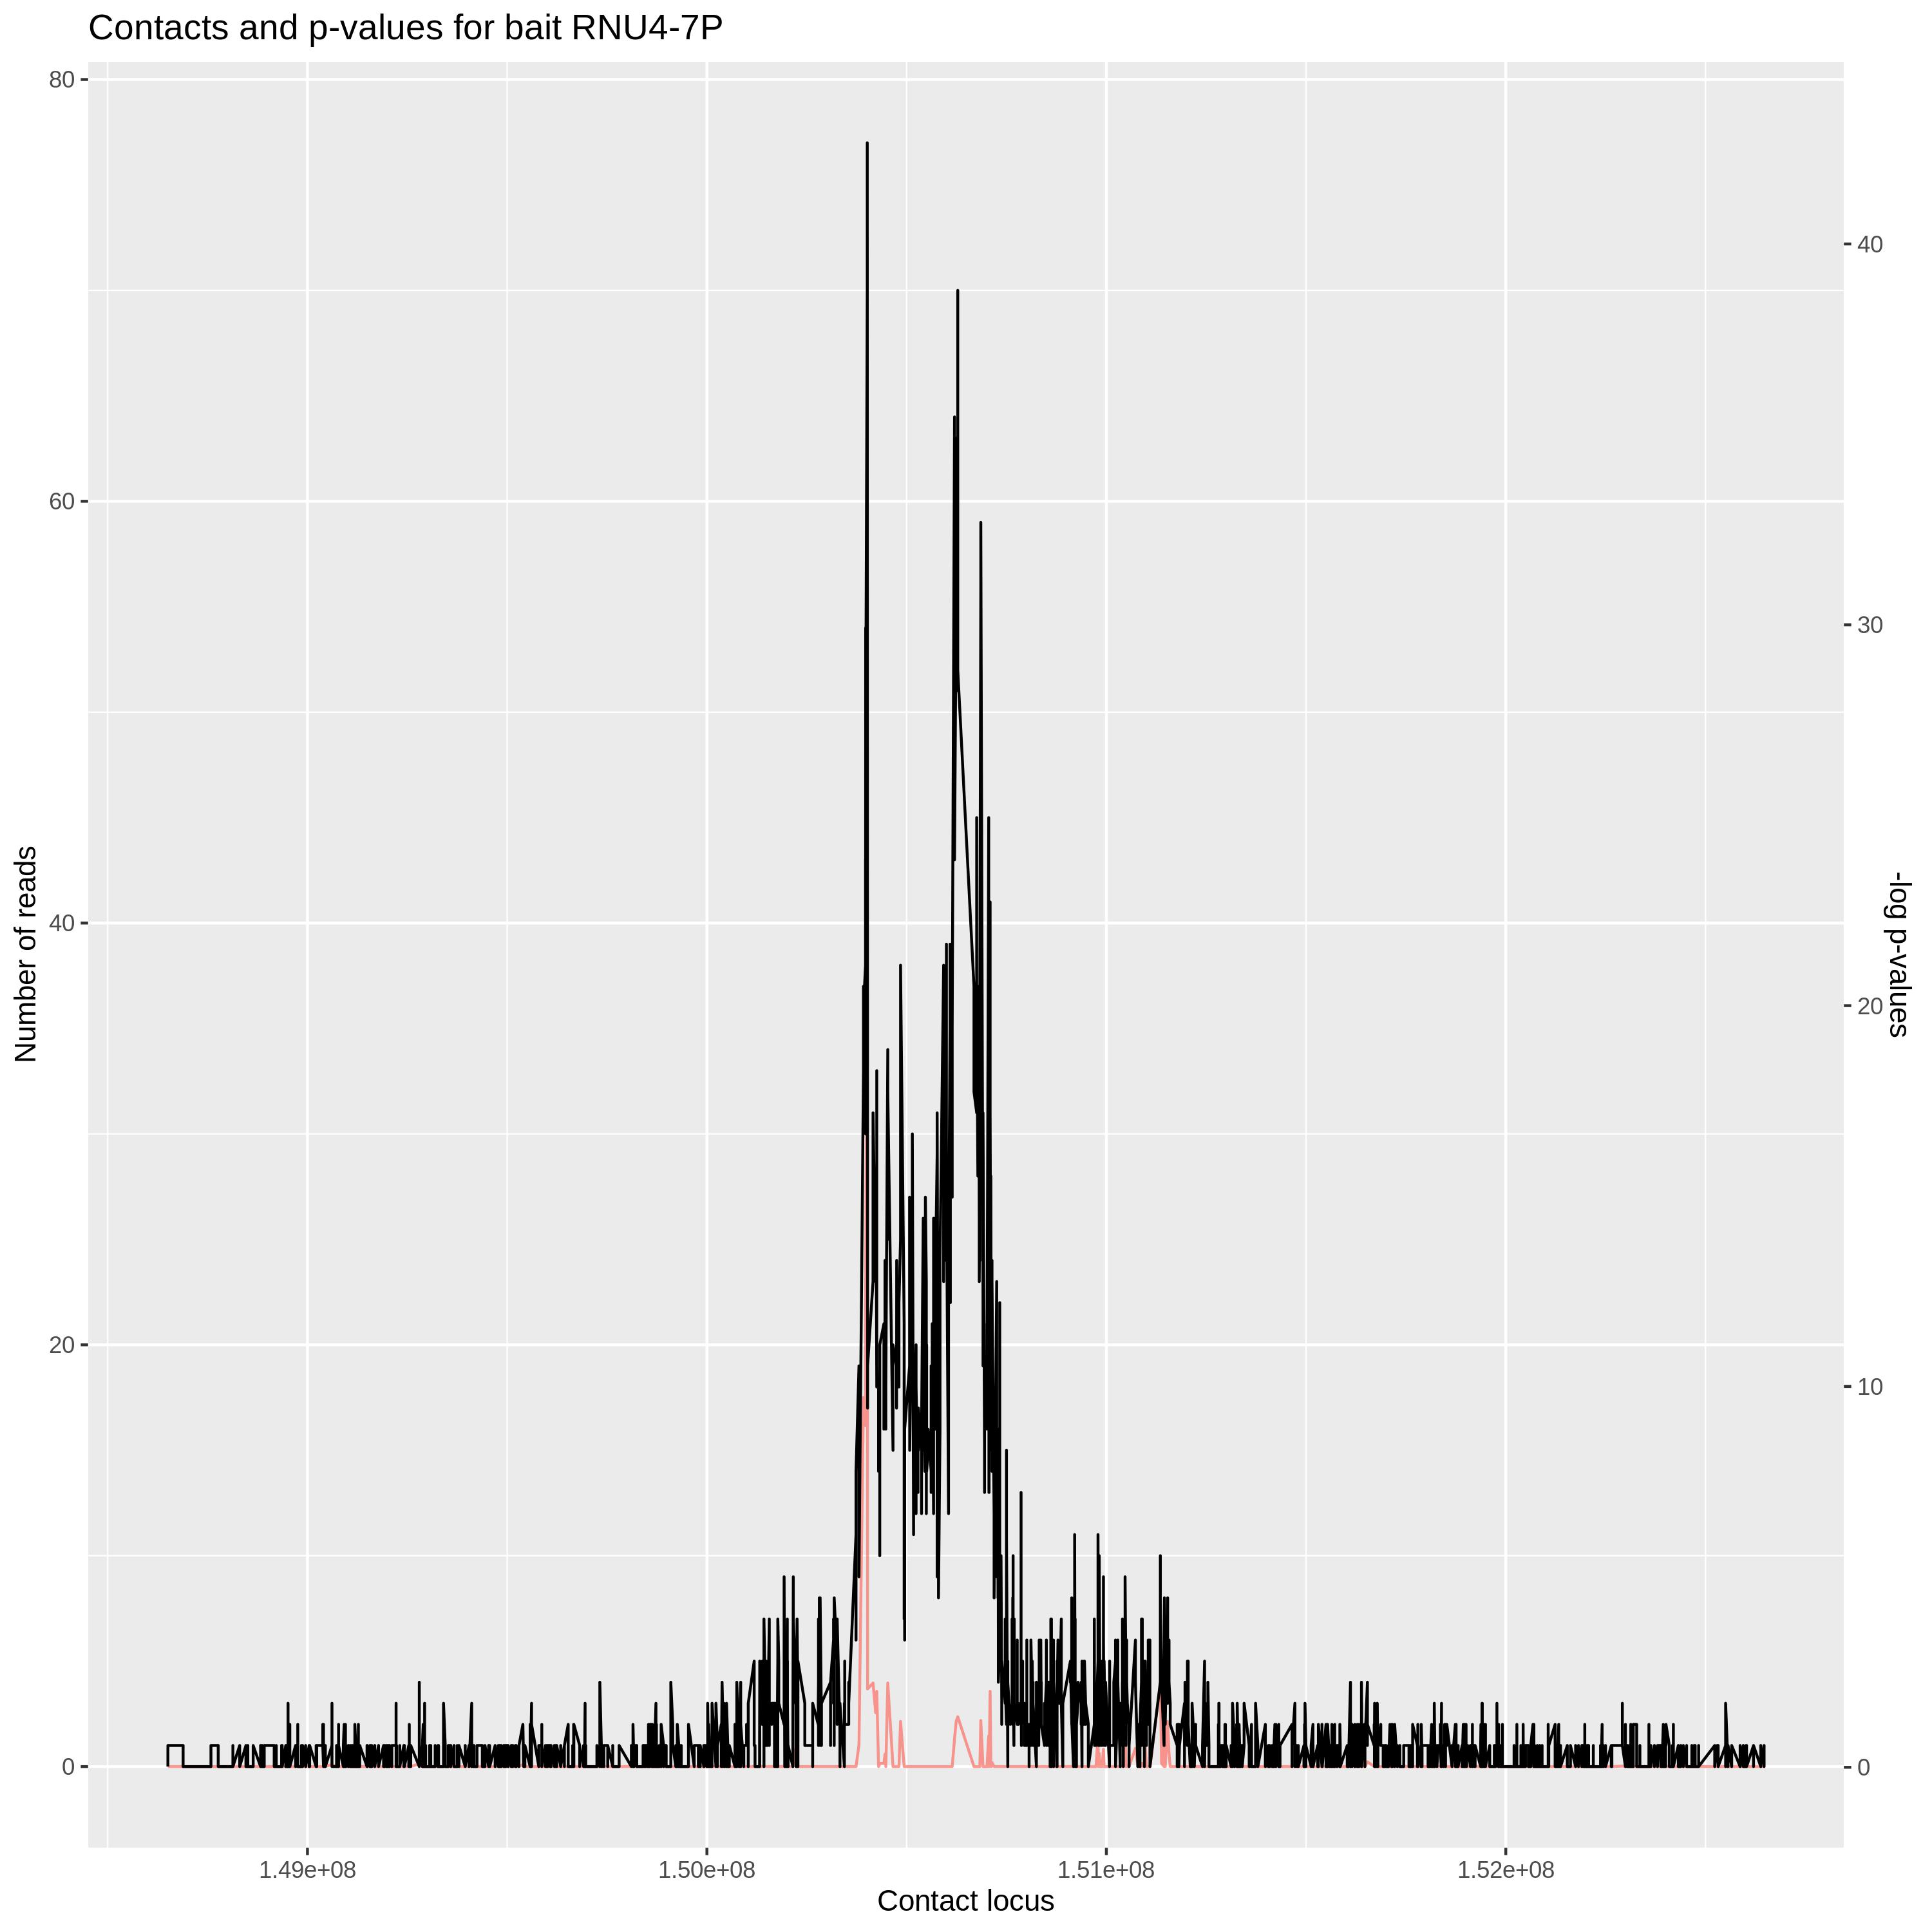 Contacts and p-values for bait RNU4-7P
80
60
40
20
0
Number of reads
40
30
20
10
0
-log p-values
1.49e+08
1.50e+08
1.51e+08
1.52e+08
Contact locus